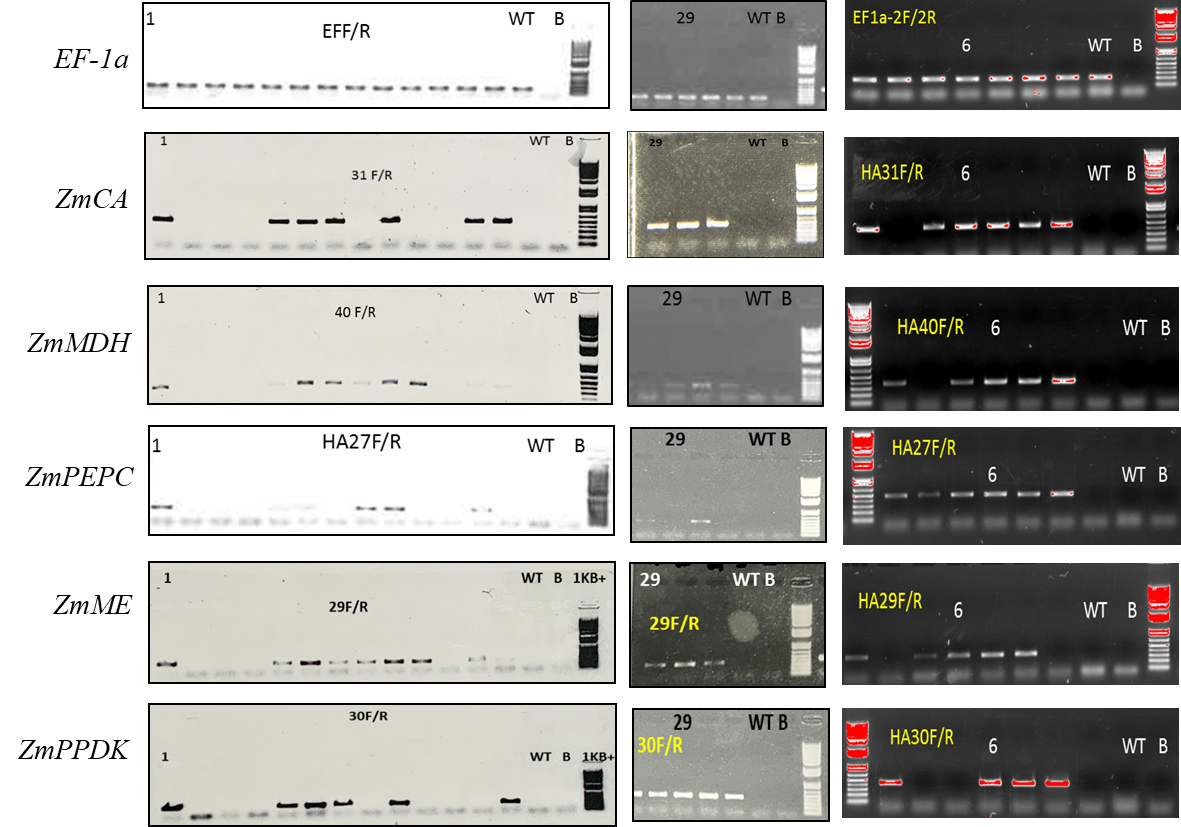 EF-1a
1 EFF/R WT B
29 WT B
EF1a-2F/2R
6 WT B
ZmCA
1 31 F/R WT B
29 WT B
HA31F/R 6 WT B
ZmMDH
1 40 F/R WT B
29 WT B
HA40F/R 6 WT B
ZmPEPC
1 HA27F/R WT B
29 WT B
HA27F/R
6 WT B
ZmME
1 WT B 1KB+
29F/R
29 WT B
29F/R
HA29F/R 6 WT B
ZmPPDK
30F/R
1 WT B 1KB+
29 WT B
30F/R
HA30F/R 6 WT B